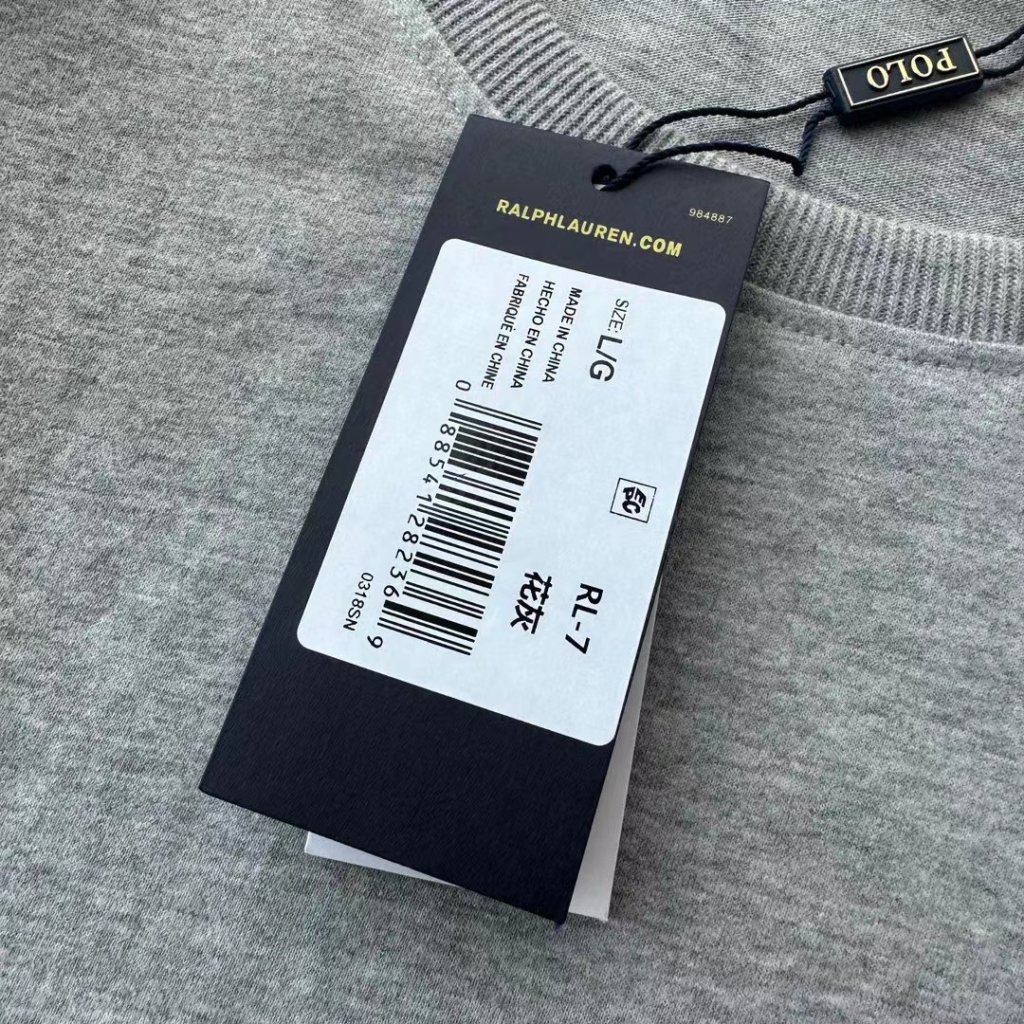 POLO
RALPHLAUREN.COM
984887
SIZE: L/G
MADE IN CHINA
HECHO EN CHINA
FABRIQUÉ EN CHINE
0 88541 28236 9
0318SN
RL-7
花灰